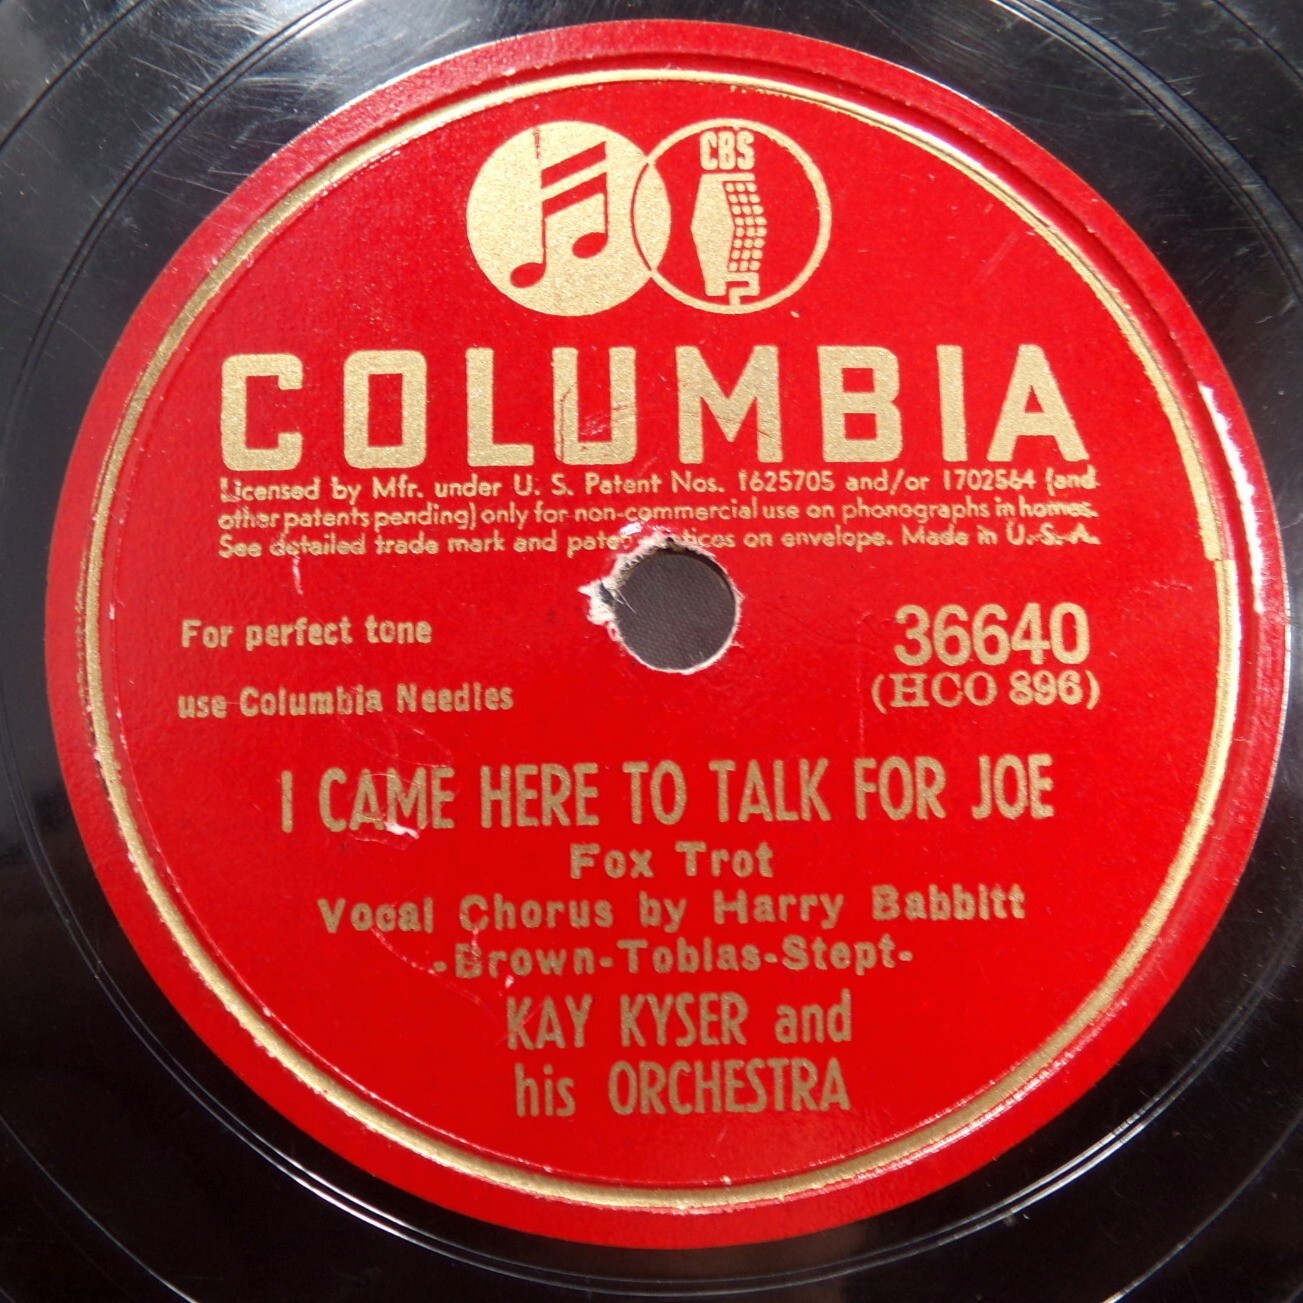 CBS
COLUMBIA
Licensed by Mfr. under U. S. Patent Nos. 1625705 and/or 1702564 (and
other patents pending) only for non-commercial use on phonographs in homes.
See detailed trade mark and on envelope. Made in U.S.A.
For perfect tone
use Columbia Needles
36640
(HCO 896)
I CAME HERE TO TALK FOR JOE
Fox Trot
Vocal Chorus by Harry Babbitt
-Brown-Tobias-Stept-
KAY KYSER and
his ORCHESTRA